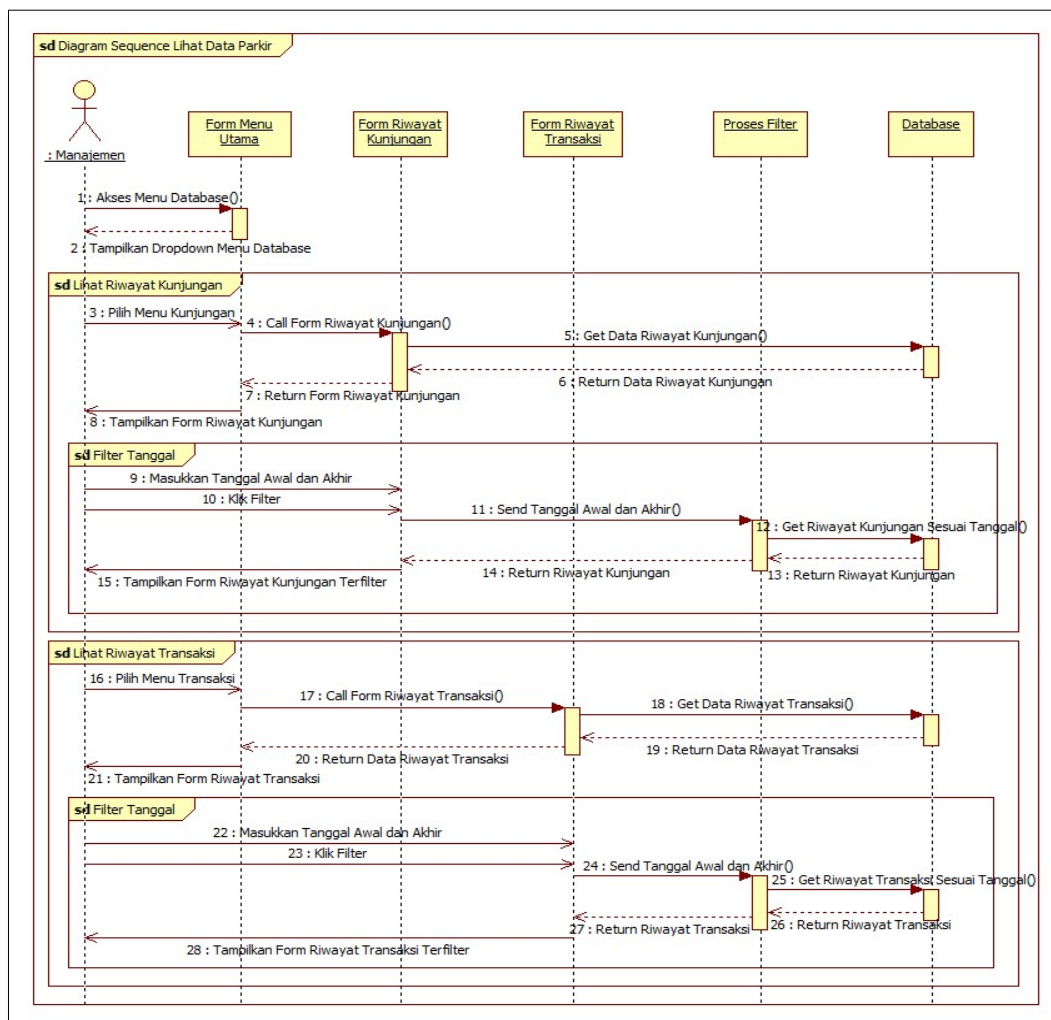 sd Diagram Sequence Lihat Data Parkir
: Manajemen
Form Menu
Utama
Form Riwayat
Kunjungan
Form Riwayat
Transaksi
Proses Filter
Database
1 : Akses Menu Database()
2 : Tampilkan Dropdown Menu Database
sd Lihat Riwayat Kunjungan
3 : Pilih Menu Kunjungan
4 : Call Form Riwayat Kunjungan()
5 : Get Data Riwayat Kunjungan()
6 : Return Data Riwayat Kunjungan
7 : Return Form Riwayat Kunjungan
8 : Tampilkan Form Riwayat Kunjungan
sd Filter Tanggal
9 : Masukkan Tanggal Awal dan Akhir
10 : Klik Filter
11 : Send Tanggal Awal dan Akhir()
12 : Get Riwayat Kunjungan Sesuai Tanggal()
13 : Return Riwayat Kunjungan
14 : Return Riwayat Kunjungan
15 : Tampilkan Form Riwayat Kunjungan Terfilter
sd Lihat Riwayat Transaksi
16 : Pilih Menu Transaksi
17 : Call Form Riwayat Transaksi()
18 : Get Data Riwayat Transaksi()
19 : Return Data Riwayat Transaksi
20 : Return Data Riwayat Transaksi
21 : Tampilkan Form Riwayat Transaksi
sd Filter Tanggal
22 : Masukkan Tanggal Awal dan Akhir
23 : Klik Filter
24 : Send Tanggal Awal dan Akhir()
25 : Get Riwayat Transaksi Sesuai Tanggal()
26 : Return Riwayat Transaksi
27 : Return Riwayat Transaksi
28 : Tampilkan Form Riwayat Transaksi Terfilter